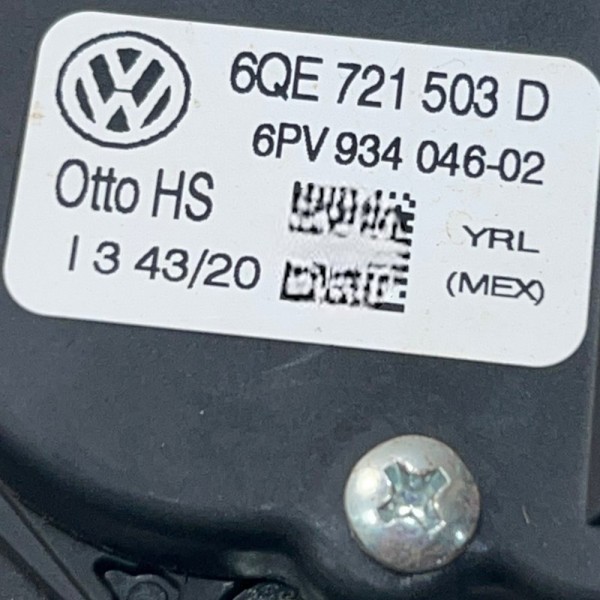 6QE 721 503 D
6PV 934 046-02
Otto HS
YRL
I 3 43/20
(MEX)